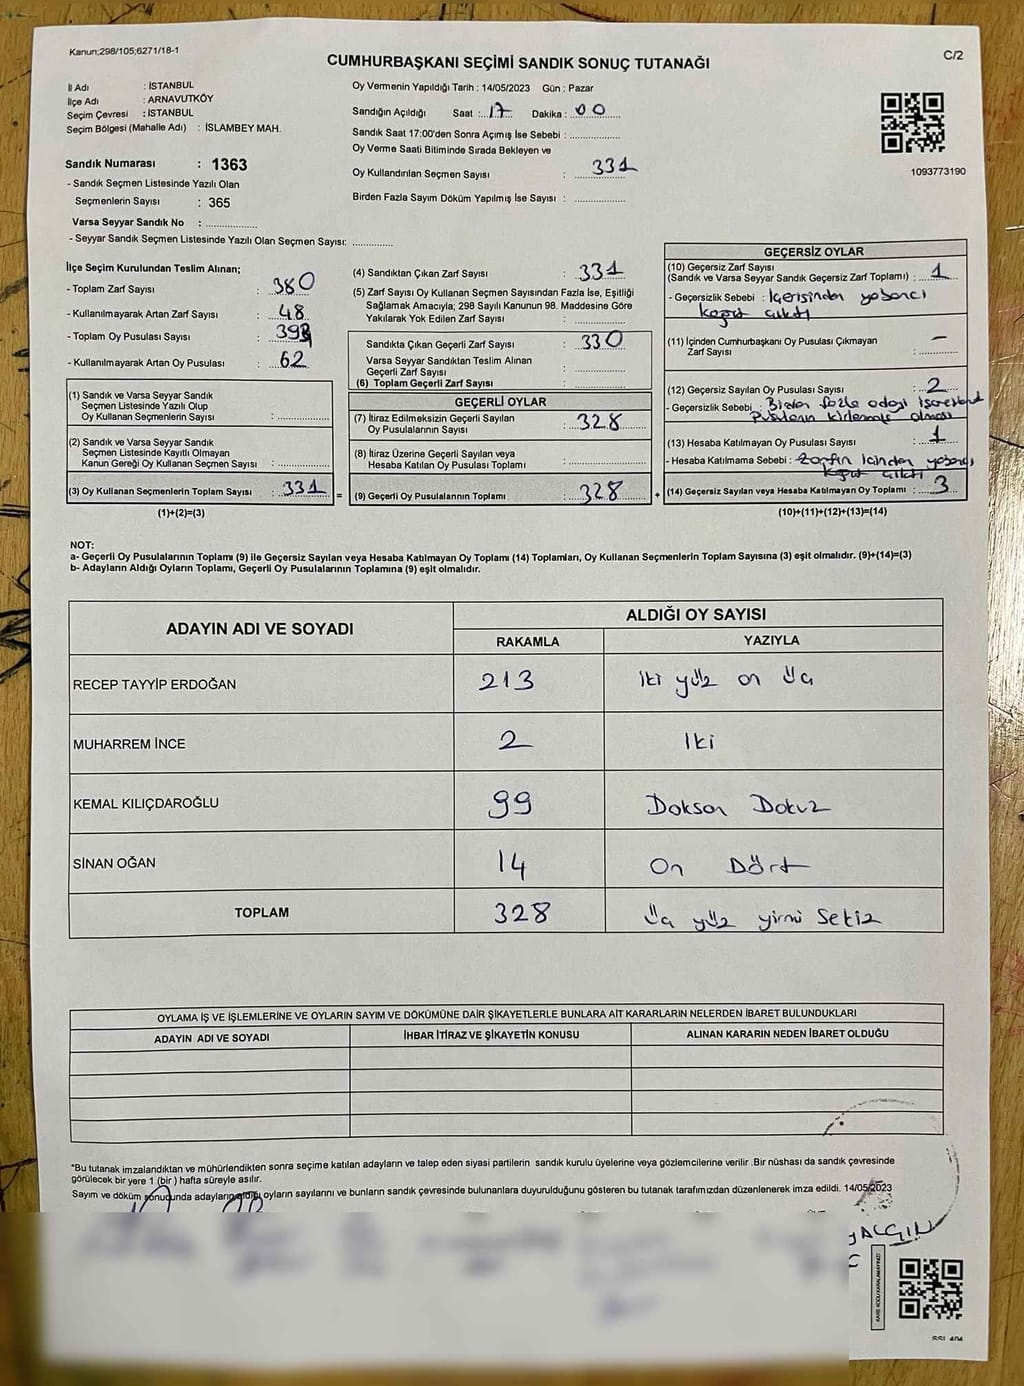 Kanun;298/105;6271/18-1
C/2
CUMHURBAŞKANI SEÇİMİ SANDIK SONUÇ TUTANAĞI
İl Adı : İSTANBUL
İlçe Adı : ARNAVUTKÖY
Seçim Çevresi : İSTANBUL
Seçim Bölgesi (Mahalle Adı) : İSLAMBEY MAH.
Sandık Numarası : 1363
- Sandık Seçmen Listesinde Yazılı Olan
Seçmenlerin Sayısı : 365
Varsa Seyyar Sandık No :
- Seyyar Sandık Seçmen Listesinde Yazılı Olan Seçmen Sayısı:
Oy Vermenin Yapıldığı Tarih : 14/05/2023 Gün : Pazar
Sandığın Açıldığı Saat : 17 Dakika : 00
Sandık Saat 17:00'den Sonra Açımış İse Sebebi :
Oy Verme Saati Bitiminde Sırada Bekleyen ve
Oy Kullandırılan Seçmen Sayısı : 331
Birden Fazla Sayım Döküm Yapılmış İse Sayısı :
1093773190
İlçe Seçim Kurulundan Teslim Alınan;
- Toplam Zarf Sayısı : 380
- Kullanılmayarak Artan Zarf Sayısı : 48
- Toplam Oy Pusulası Sayısı :
- Kullanılmayarak Artan Oy Pusulası : 62
(1) Sandık ve Varsa Seyyar Sandık
Seçmen Listesinde Yazılı Olup
Oy Kullanan Seçmenlerin Sayısı :
(2) Sandık ve Varsa Seyyar Sandık
Seçmen Listesinde Kayıtlı Olmayan
Kanun Gereği Oy Kullanan Seçmen Sayısı :
(3) Oy Kullanan Seçmenlerin Toplam Sayısı : 331 =
(1)+(2)=(3)
(4) Sandıktan Çıkan Zarf Sayısı : 331
(5) Zarf Sayısı Oy Kullanan Seçmen Sayısından Fazla İse, Eşitliği
Sağlamak Amacıyla; 298 Sayılı Kanunun 98. Maddesine Göre
Yakılarak Yok Edilen Zarf Sayısı :
Sandıkta Çıkan Geçerli Zarf Sayısı : 330
Varsa Seyyar Sandıktan Teslim Alınan
Geçerli Zarf Sayısı :
(6) Toplam Geçerli Zarf Sayısı :
GEÇERLİ OYLAR
(7) İtiraz Edilmeksizin Geçerli Sayılan
Oy Pusulalarının Sayısı : 328
(8) İtiraz Üzerine Geçerli Sayılan veya
Hesaba Katılan Oy Pusulası Toplamı :
(9) Geçerli Oy Pusulalarının Toplamı : 328 +
GEÇERSİZ OYLAR
(10) Geçersiz Zarf Sayısı
(Sandık ve Varsa Seyyar Sandık Geçersiz Zarf Toplamı) : 1
- Geçersizlik Sebebi : İçerisinden yabancı
kağıt çıktı
(11) İçinden Cumhurbaşkanı Oy Pusulası Çıkmayan
Zarf Sayısı : -
(12) Geçersiz Sayılan Oy Pusulası Sayısı : 2
- Geçersizlik Sebebi : Birden fazla adayı
Pusulanın kirlenmiş olması
(13) Hesaba Katılmayan Oy Pusulası Sayısı : 1
- Hesaba Katılmama Sebebi : Zarfın içinden yabancı
kağıt çıktı
(14) Geçersiz Sayılan veya Hesaba Katılmayan Oy Toplamı : 3
(10)+(11)+(12)+(13)=(14)
NOT:
a- Geçerli Oy Pusulalarının Toplamı (9) ile Geçersiz Sayılan veya Hesaba Katılmayan Oy Toplamı (14) Toplamları, Oy Kullanan Seçmenlerin Toplam Sayısına (3) eşit olmalıdır. (9)+(14)=(3)
b- Adayların Aldığı Oyların Toplamı, Geçerli Oy Pusulalarının Toplamına (9) eşit olmalıdır.
ADAYIN ADI VE SOYADI
ALDIĞI OY SAYISI
RAKAMLA YAZIYLA
RECEP TAYYİP ERDOĞAN 213 İki yüz on üç
MUHARREM İNCE 2 İki
KEMAL KILIÇDAROĞLU 99 Doksan Dokuz
SİNAN OĞAN 14 On Dört
TOPLAM 328 Üç yüz yirmi Sekiz
OYLAMA İŞ VE İŞLEMLERİNE VE OYLARIN SAYIM VE DÖKÜMÜNE DAİR ŞİKAYETLERLE BUNLARA AİT KARARLARIN NELERDEN İBARET BULUNDUKLARI
ADAYIN ADI VE SOYADI İHBAR İTİRAZ VE ŞİKAYETİN KONUSU ALINAN KARARIN NEDEN İBARET OLDUĞU
*Bu tutanak imzalandıktan ve mühürlendikten sonra seçime katılan adayların ve talep eden siyasi partilerin sandık kurulu üyelerine veya gözlemcilerine verilir .Bir nüshası da sandık çevresinde
görülecek bir yere 1 (bir ) hafta süreyle asılır.
Sayım ve döküm sonucunda adayların aldığı oyların sayılarını ve bunların sandık çevresinde bulunanlara duyurulduğunu gösteren bu tutanak tarafımızdan düzenlenerek imza edildi. 14/05/2023
YALÇIN
KARE KODU KARALAMAYINIZ!